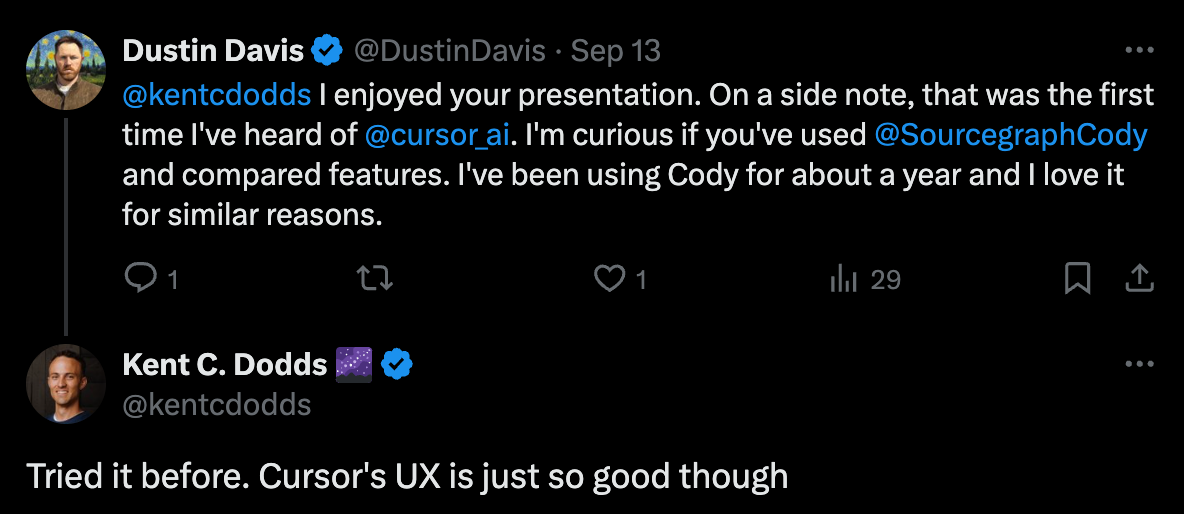 Dustin Davis @DustinDavis · Sep 13
@kentcdodds I enjoyed your presentation. On a side note, that was the first
time I've heard of @cursor_ai. I'm curious if you've used @SourcegraphCody
and compared features. I've been using Cody for about a year and I love it
for similar reasons.
1 1 29
Kent C. Dodds 🌌
@kentcdodds
Tried it before. Cursor's UX is just so good though